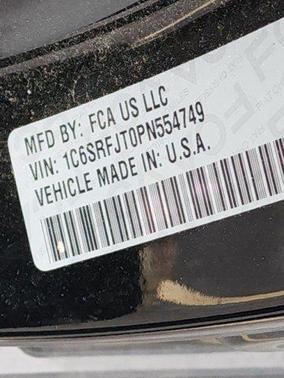 MFD BY: FCA US LLC
VIN: 1C6SRFJT0PN554749
VEHICLE MADE IN: U.S.A.